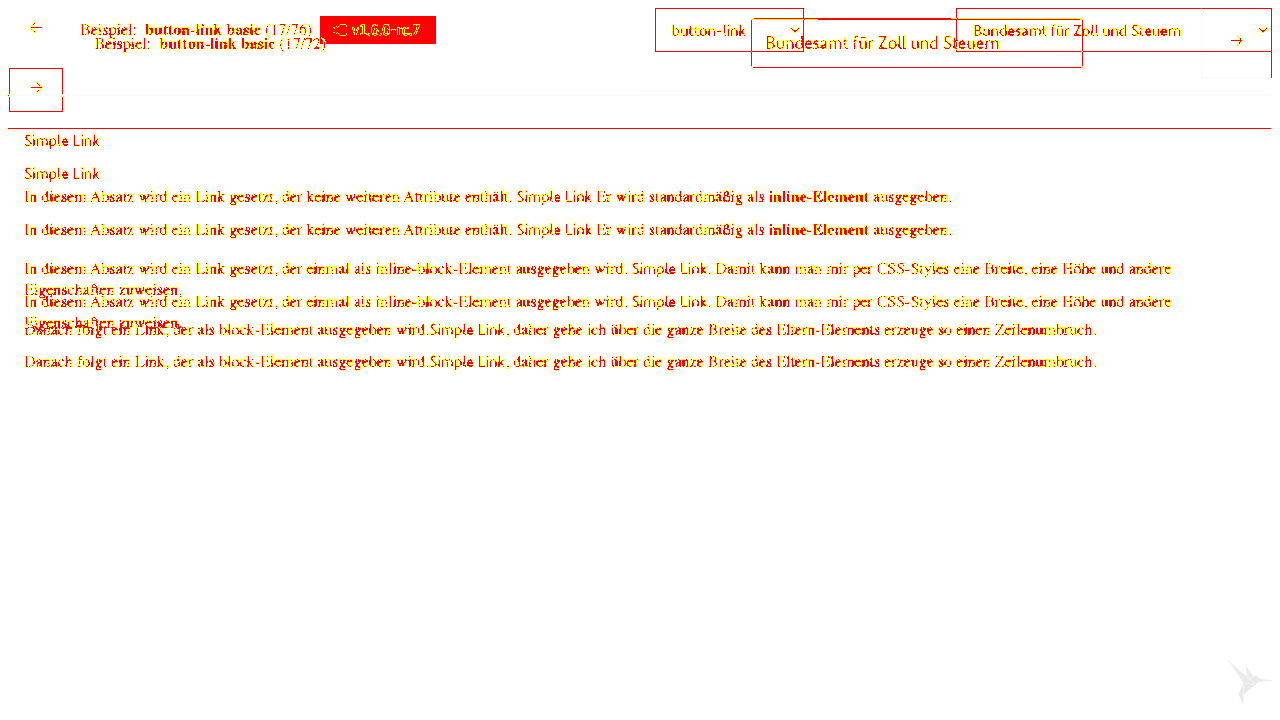 Beispiel: button-link basic (17/76)
v1.6.0-rc.7
button-link
Bundesamt für Zoll und Steuern
Beispiel: button-link basic (17/72)
Bundesamt für Zoll und Steuern
Simple Link
Simple Link
In diesem Absatz wird ein Link gesetzt, der keine weiteren Attribute enthält. Simple Link Er wird standardmäßig als inline-Element ausgegeben.
In diesem Absatz wird ein Link gesetzt, der keine weiteren Attribute enthält. Simple Link Er wird standardmäßig als inline-Element ausgegeben.
In diesem Absatz wird ein Link gesetzt, der einmal als inline-block-Element ausgegeben wird. Simple Link. Damit kann man mir per CSS-Styles eine Breite, eine Höhe und andere
Eigenschaften zuweisen.
In diesem Absatz wird ein Link gesetzt, der einmal als inline-block-Element ausgegeben wird. Simple Link. Damit kann man mir per CSS-Styles eine Breite, eine Höhe und andere
Eigenschaften zuweisen.
Danach folgt ein Link, der als block-Element ausgegeben wird.Simple Link, daher gehe ich über die ganze Breite des Eltern-Elements erzeuge so einen Zeilenumbruch.
Danach folgt ein Link, der als block-Element ausgegeben wird.Simple Link, daher gehe ich über die ganze Breite des Eltern-Elements erzeuge so einen Zeilenumbruch.